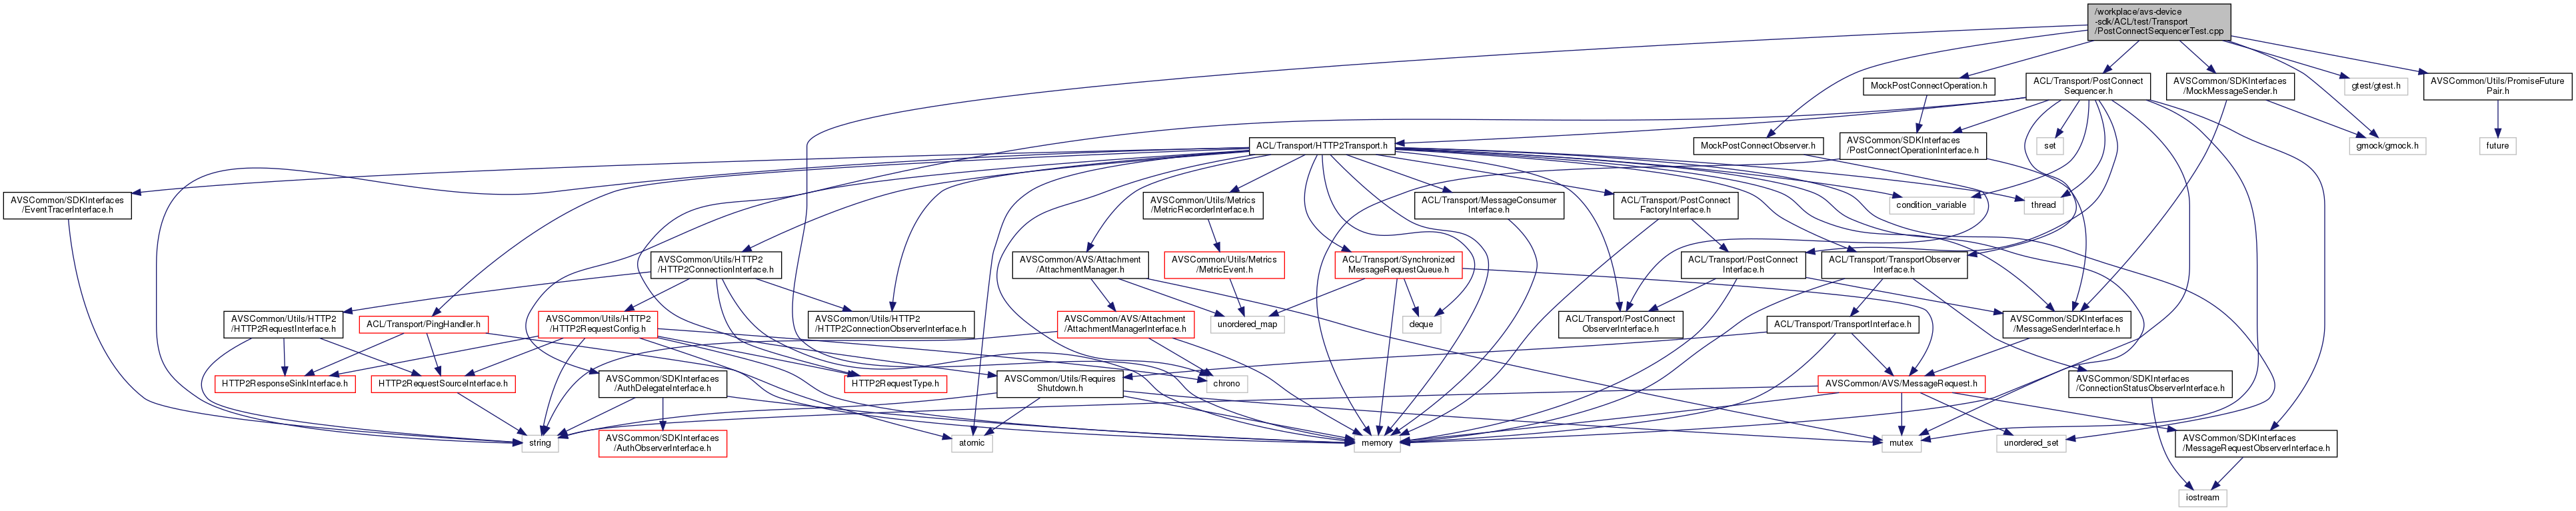 /workplace/avs-device
-sdk/ACL/test/Transport
/PostConnectSequencerTest.cpp
MockPostConnectOperation.h
ACL/Transport/PostConnect
Sequencer.h
AVSCommon/SDKInterfaces
/MockMessageSender.h
gtest/gtest.h
AVSCommon/Utils/PromiseFuture
Pair.h
ACL/Transport/HTTP2Transport.h
MockPostConnectObserver.h
AVSCommon/SDKInterfaces
/PostConnectOperationInterface.h
set
gmock/gmock.h
future
AVSCommon/SDKInterfaces
/EventTracerInterface.h
AVSCommon/Utils/Metrics
/MetricRecorderInterface.h
ACL/Transport/MessageConsumer
Interface.h
ACL/Transport/PostConnect
FactoryInterface.h
condition_variable
thread
AVSCommon/Utils/HTTP2
/HTTP2ConnectionInterface.h
AVSCommon/AVS/Attachment
/AttachmentManager.h
AVSCommon/Utils/Metrics
/MetricEvent.h
ACL/Transport/Synchronized
MessageRequestQueue.h
ACL/Transport/PostConnect
Interface.h
ACL/Transport/TransportObserver
Interface.h
AVSCommon/Utils/HTTP2
/HTTP2RequestInterface.h
ACL/Transport/PingHandler.h
AVSCommon/Utils/HTTP2
/HTTP2RequestConfig.h
AVSCommon/Utils/HTTP2
/HTTP2ConnectionObserverInterface.h
AVSCommon/AVS/Attachment
/AttachmentManagerInterface.h
unordered_map
deque
ACL/Transport/PostConnect
ObserverInterface.h
ACL/Transport/TransportInterface.h
AVSCommon/SDKInterfaces
/MessageSenderInterface.h
HTTP2ResponseSinkInterface.h
HTTP2RequestSourceInterface.h
AVSCommon/SDKInterfaces
/AuthDelegateInterface.h
HTTP2RequestType.h
AVSCommon/Utils/Requires
Shutdown.h
chrono
AVSCommon/AVS/MessageRequest.h
AVSCommon/SDKInterfaces
/ConnectionStatusObserverInterface.h
string
AVSCommon/SDKInterfaces
/AuthObserverInterface.h
atomic
memory
mutex
unordered_set
AVSCommon/SDKInterfaces
/MessageRequestObserverInterface.h
iostream